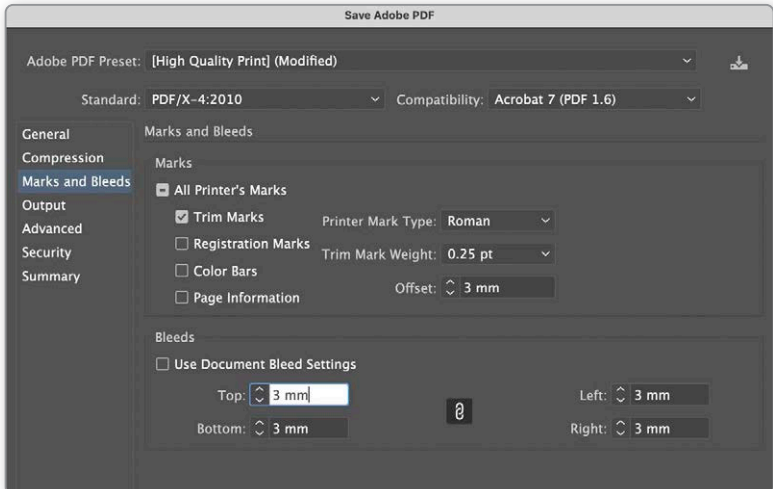 Save Adobe PDF
Adobe PDF Preset: [High Quality Print] (Modified)
Standard: PDF/X-4:2010 Compatibility: Acrobat 7 (PDF 1.6)
General
Compression
Marks and Bleeds
Output
Advanced
Security
Summary
Marks and Bleeds
Marks
All Printer's Marks
Trim Marks Printer Mark Type: Roman
Registration Marks Trim Mark Weight: 0.25 pt
Color Bars
Offset: 3 mm
Page Information
Bleeds
Use Document Bleed Settings
Top: 3 mm Left: 3 mm
Bottom: 3 mm Right: 3 mm